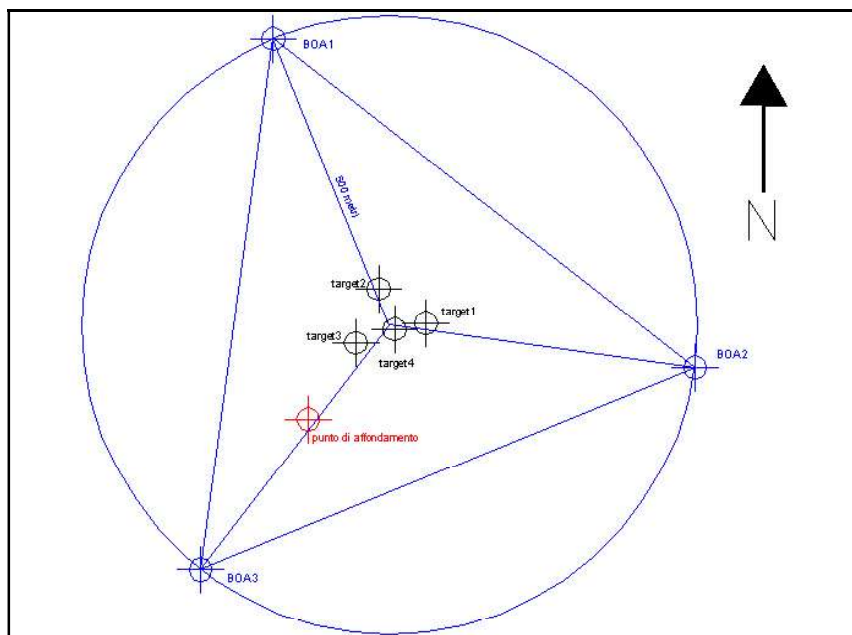 BOA1
500 metri
N
target2
target1
target3
target4
BOA2
punto di affondamento
BOA3